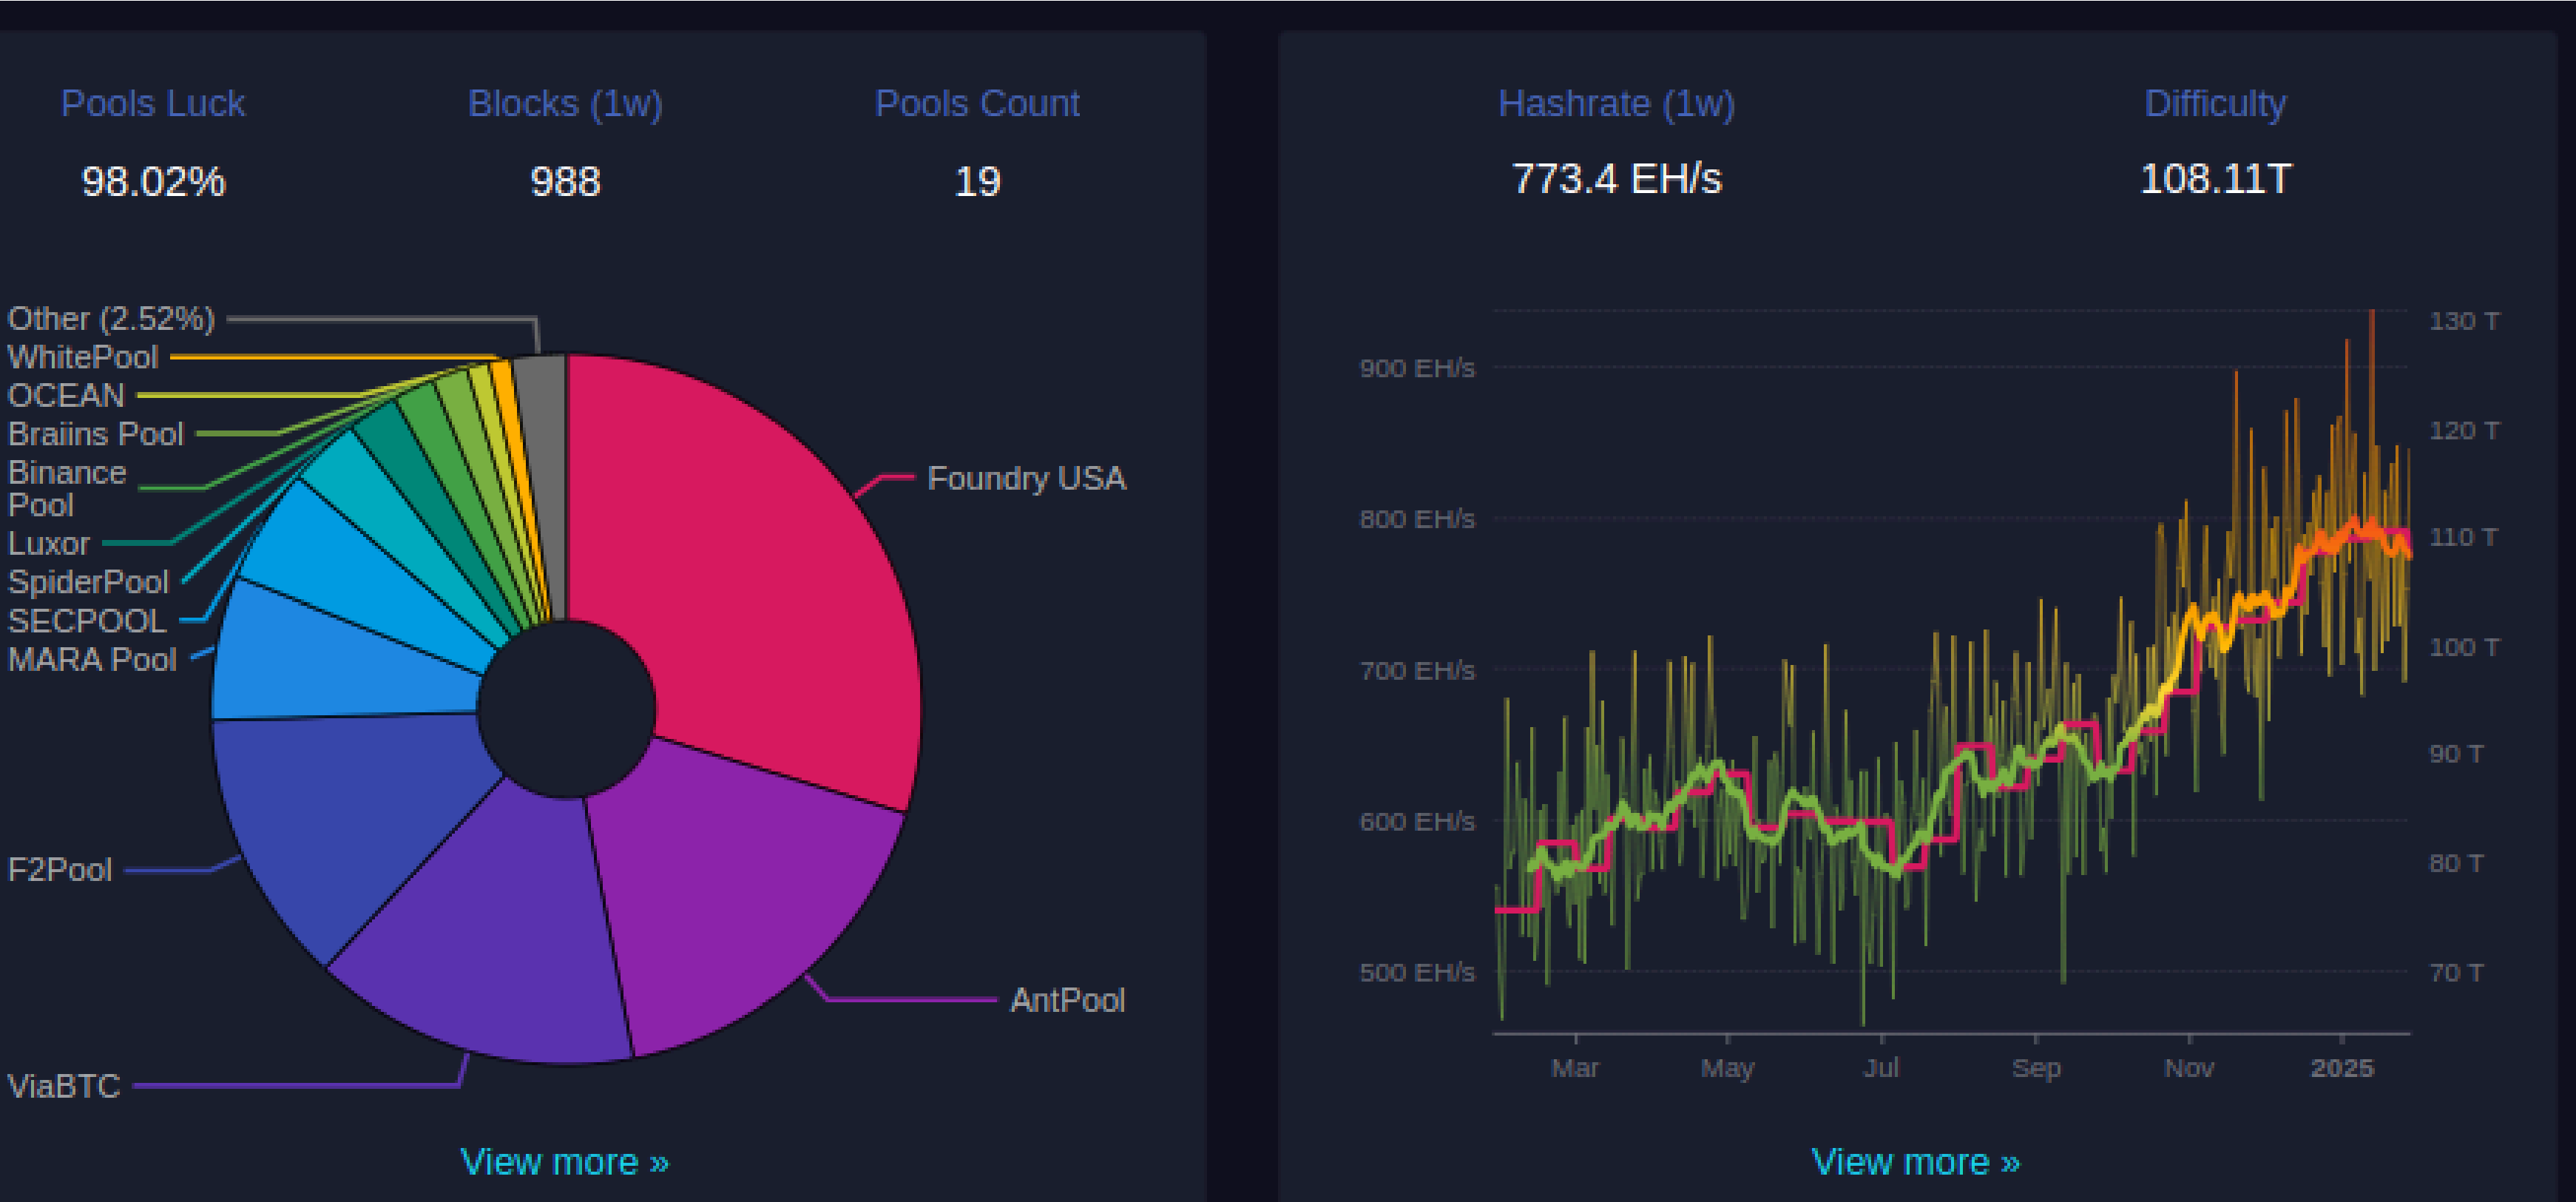 Pools Luck
Blocks (1w)
Pools Count
98.02%
988
19
Other (2.52%)
WhitePool
OCEAN
Braiins Pool
Binance
Pool
Luxor
SpiderPool
SECPOOL
MARA Pool
F2Pool
ViaBTC
Foundry USA
AntPool
View more »
Hashrate (1w)
Difficulty
773.4 EH/s
108.11T
900 EH/s
800 EH/s
700 EH/s
600 EH/s
500 EH/s
130 T
120 T
110 T
100 T
90 T
80 T
70 T
Mar
May
Jul
Sep
Nov
2025
View more »